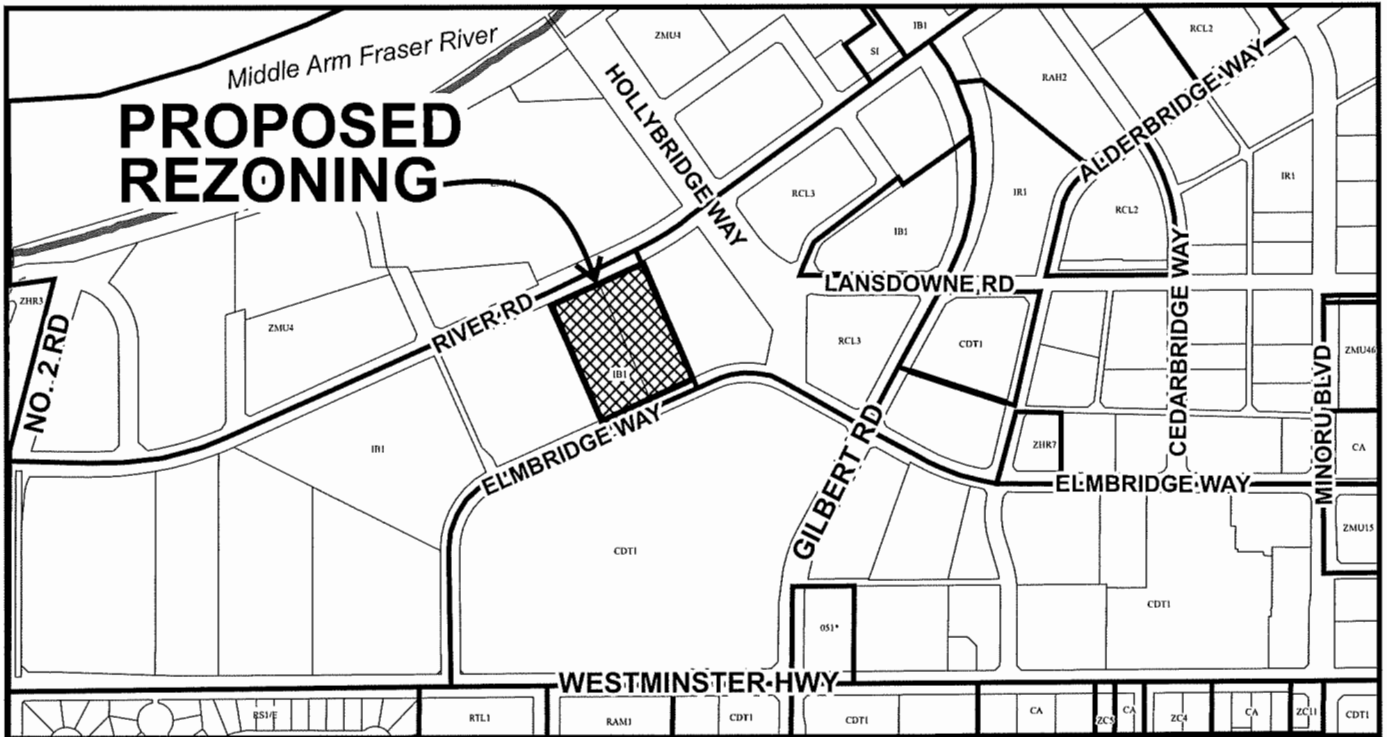 ZMU4
IB1
RCL2
SI
Middle Arm Fraser River
RAH2
HOLLYBRIDGE WAY
ALDERBRIDGE WAY
PROPOSED
REZONING
RCL3
IR1
IR1
RCL2
IB1
CEDARBRIDGE WAY
LANSDOWNE RD
ZHR3
NO. 2 RD
ZMU4
RIVER RD
RCL3
CDT1
MINORU BLVD
ZMU46
IB1
ELMBRIDGE WAY
GILBERT RD
ZHR7
CA
IB1
ELMBRIDGE WAY
ZMU15
CDT1
CDT1
051*
WESTMINSTER HWY
RS1/E
RTL1
RAM1
CDT1
CDT1
CA
ZC5
CA
ZC4
CA
ZC11
CDT1